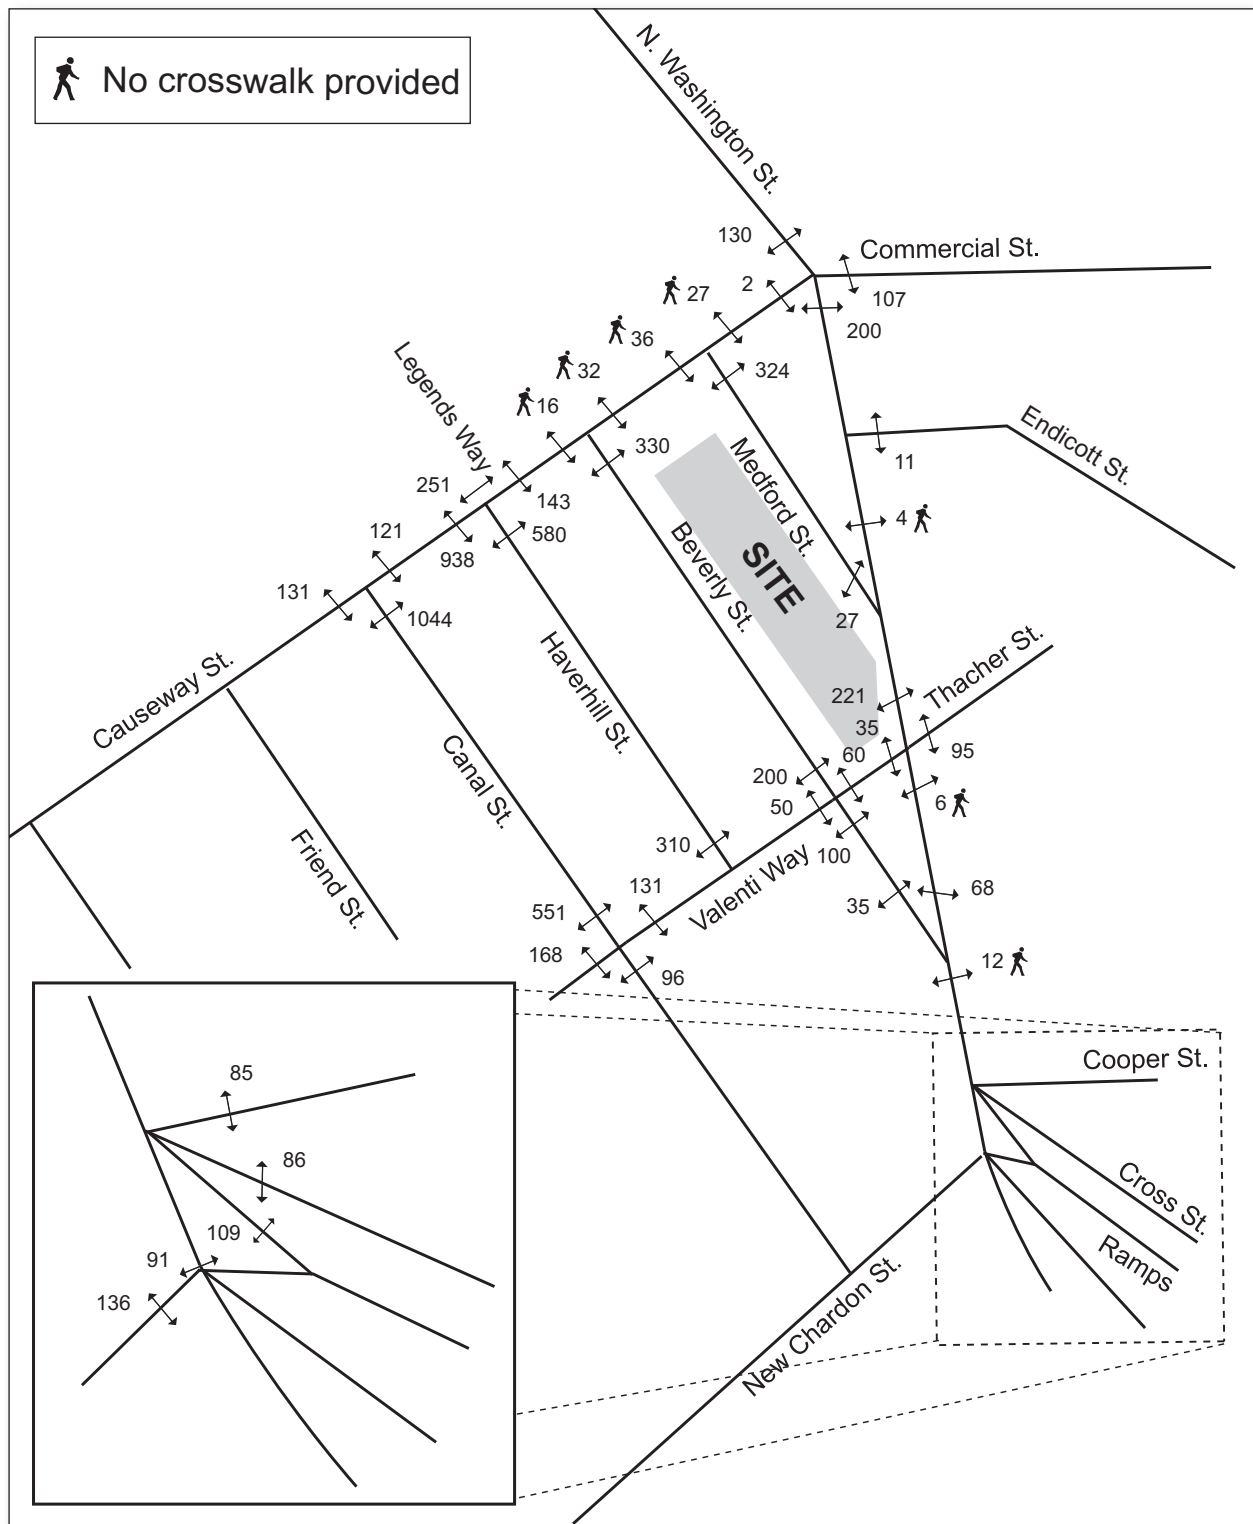 No crosswalk provided
N. Washington St.
130
Commercial St.
27
2
107
36
200
Legends Way
32
324
16
Endicott St.
330
Medford St.
11
251
143
4
121
580
938
Beverly St.
SITE
131
1044
27
Haverhill St.
Thacher St.
Causeway St.
221
35
95
Canal St.
60
200
6
50
Friend St.
310
100
Valenti Way
131
68
35
551
168
96
12
Cooper St.
85
86
Cross St.
109
Ramps
91
136
New Chardon St.